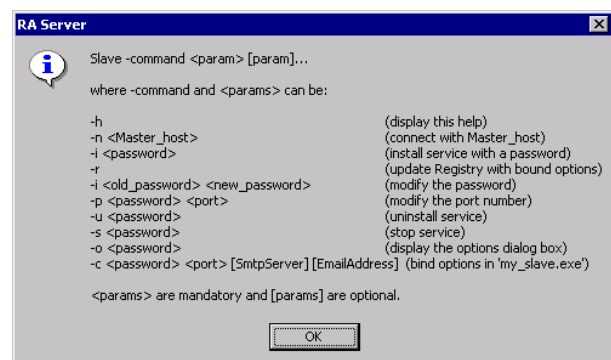 RA Server
Slave -command <param> [param]...
where -command and <params> can be:
-h (display this help)
-n <Master_host> (connect with Master_host)
-i <password> (install service with a password)
-r (update Registry with bound options)
-i <old_password> <new_password> (modify the password)
-p <password> <port> (modify the port number)
-u <password> (uninstall service)
-s <password> (stop service)
-o <password> (display the options dialog box)
-c <password> <port> [SmtpServer] [EmailAddress] (bind options in 'my_slave.exe')
<params> are mandatory and [params] are optional.
OK